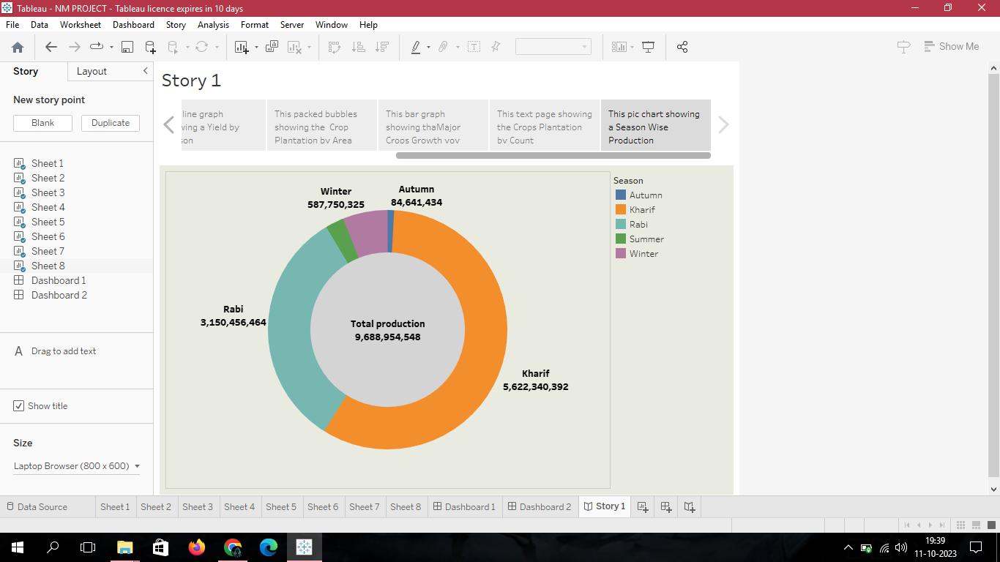 Tableau - NM PROJECT - Tableau licence expires in 10 days
File Data Worksheet Dashboard Story Analysis Format Server Window Help
Show Me
Story Layout
New story point
Blank Duplicate
Sheet 1
Sheet 2
Sheet 3
Sheet 4
Sheet 5
Sheet 6
Sheet 7
Sheet 8
Dashboard 1
Dashboard 2
A Drag to add text
Show title
Size
Laptop Browser (800 x 600)
Story 1
line graph
ving a Yield by
son
This packed bubbles
showing the Crop
Plantation by Area
This bar graph
showing thaMajor
Crops Growth yoy
This text page showing
the Crops Plantation
by Count
This pic chart showing
a Season Wise
Production
Winter
587,750,325
Autumn
84,641,434
Rabi
3,150,456,464
Total production
9,688,954,548
Kharif
5,622,340,392
Season
Autumn
Kharif
Rabi
Summer
Winter
Data Source Sheet 1 Sheet 2 Sheet 3 Sheet 4 Sheet 5 Sheet 6 Sheet 7 Sheet 8 Dashboard 1 Dashboard 2 Story 1
19:39
11-10-2023